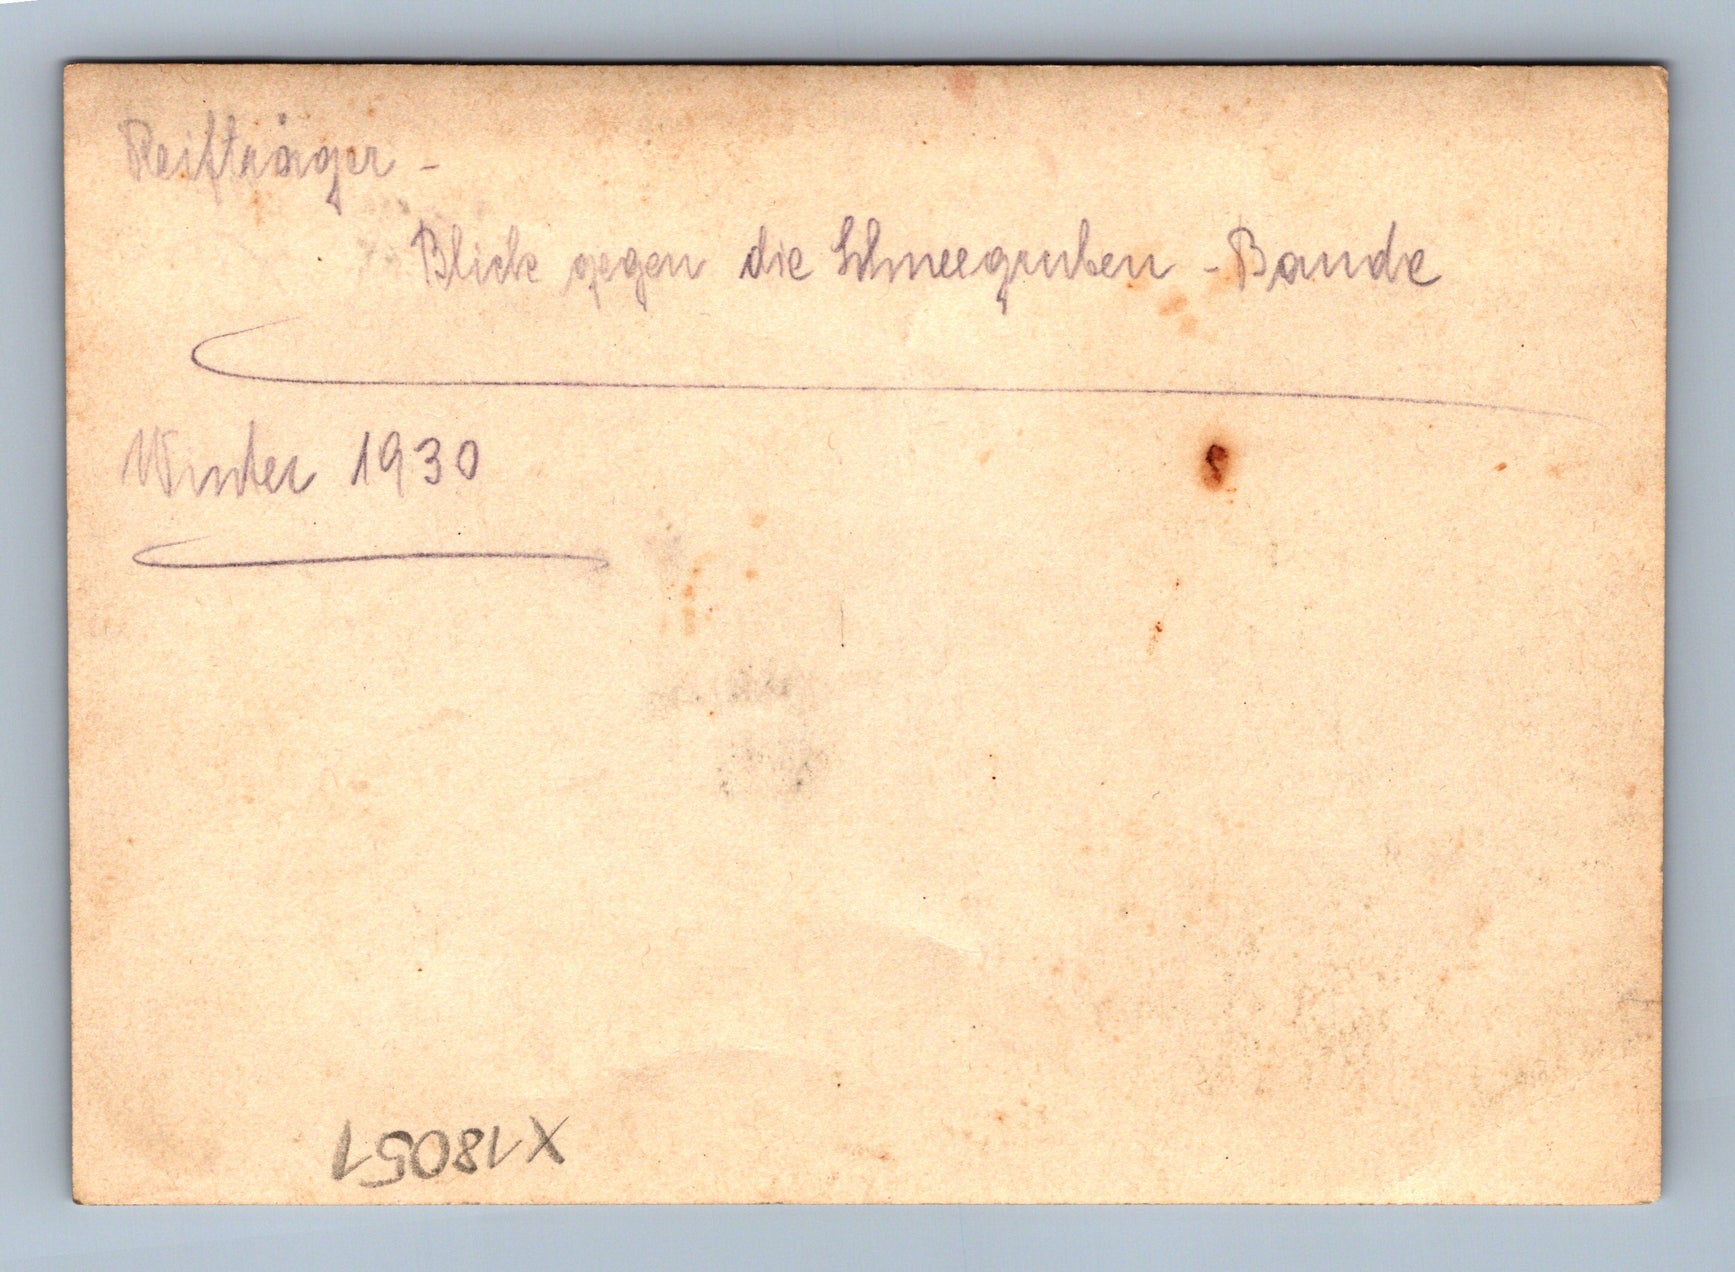 Reifträger -
Blick gegen die Schneegruben - Baude
Winter 1930
X18051